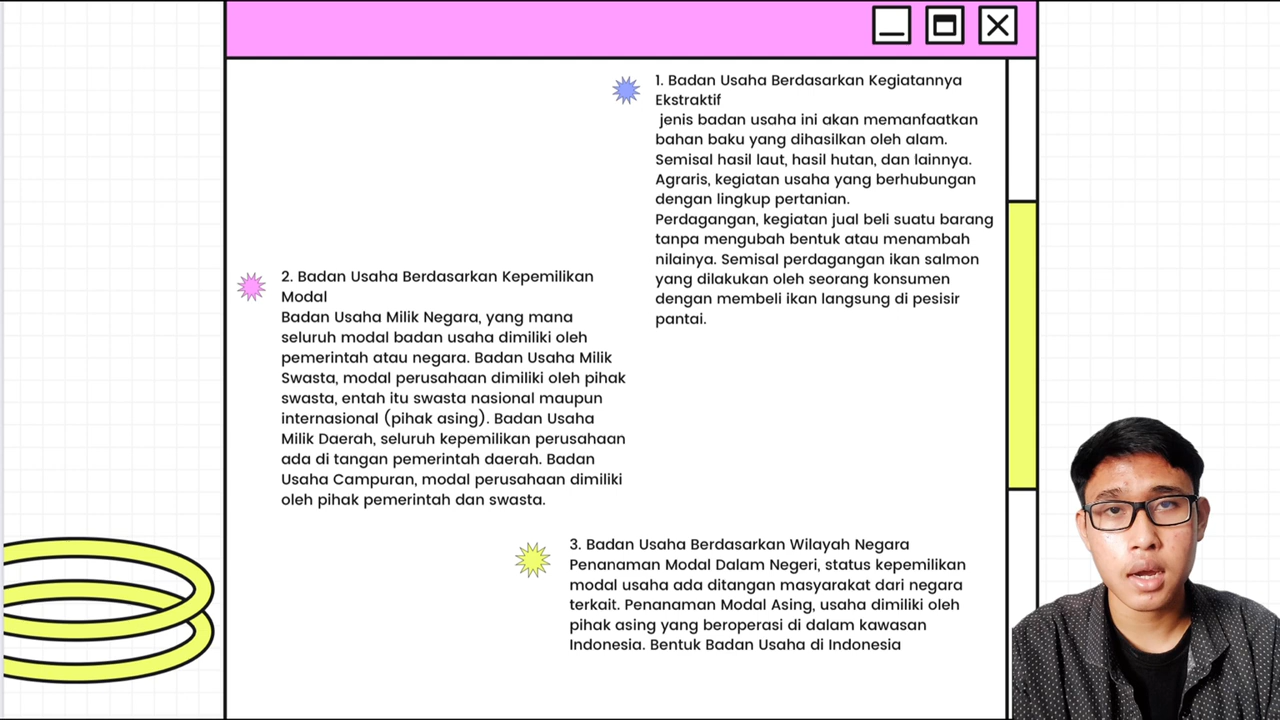 1. Badan Usaha Berdasarkan Kegiatannya
Ekstraktif
jenis badan usaha ini akan memanfaatkan
bahan baku yang dihasilkan oleh alam.
Semisal hasil laut, hasil hutan, dan lainnya.
Agraris, kegiatan usaha yang berhubungan
dengan lingkup pertanian.
Perdagangan, kegiatan jual beli suatu barang
tanpa mengubah bentuk atau menambah
nilainya. Semisal perdagangan ikan salmon
yang dilakukan oleh seorang konsumen
dengan membeli ikan langsung di pesisir
pantai.
2. Badan Usaha Berdasarkan Kepemilikan
Modal
Badan Usaha Milik Negara, yang mana
seluruh modal badan usaha dimiliki oleh
pemerintah atau negara. Badan Usaha Milik
Swasta, modal perusahaan dimiliki oleh pihak
swasta, entah itu swasta nasional maupun
internasional (pihak asing). Badan Usaha
Milik Daerah, seluruh kepemilikan perusahaan
ada di tangan pemerintah daerah. Badan
Usaha Campuran, modal perusahaan dimiliki
oleh pihak pemerintah dan swasta.
3. Badan Usaha Berdasarkan Wilayah Negara
Penanaman Modal Dalam Negeri, status kepemilikan
modal usaha ada ditangan masyarakat dari negara
terkait. Penanaman Modal Asing, usaha dimiliki oleh
pihak asing yang beroperasi di dalam kawasan
Indonesia. Bentuk Badan Usaha di Indonesia